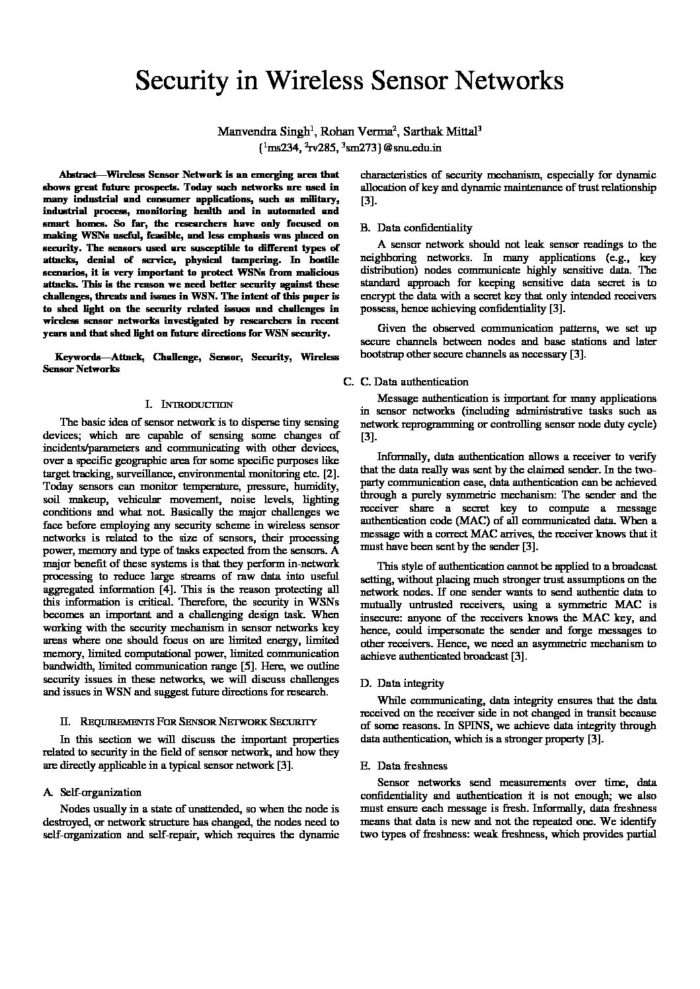 Security in Wireless Sensor Networks
Manvendra Singh¹, Rohan Verma², Sarthak Mittal³
{¹ms234, ²rv285, ³sm273}@snu.edu.in
Abstract—Wireless Sensor Network is an emerging area that
shows great future prospects. Today such networks are used in
many industrial and consumer applications, such as military,
industrial process, monitoring health and in automated and
smart homes. So far, the researchers have only focused on
making WSNs useful, feasible, and less emphasis was placed on
security. The sensors used are susceptible to different types of
attacks, denial of service, physical tampering. In hostile
scenarios, it is very important to protect WSNs from malicious
attacks. This is the reason we need better security against these
challenges, threats and issues in WSN. The intent of this paper is
to shed light on the security related issues and challenges in
wireless sensor networks investigated by researchers in recent
years and that shed light on future directions for WSN security.
Keywords—Attack, Challenge, Sensor, Security, Wireless
Sensor Networks
I. INTRODUCTION
The basic idea of sensor network is to disperse tiny sensing
devices; which are capable of sensing some changes of
incidents/parameters and communicating with other devices,
over a specific geographic area for some specific purposes like
target tracking, surveillance, environmental monitoring etc. [2].
Today sensors can monitor temperature, pressure, humidity,
soil makeup, vehicular movement, noise levels, lighting
conditions and what not. Basically the major challenges we
face before employing any security scheme in wireless sensor
networks is related to the size of sensors, their processing
power, memory and type of tasks expected from the sensors. A
major benefit of these systems is that they perform in-network
processing to reduce large streams of raw data into useful
aggregated information [4]. This is the reason protecting all
this information is critical. Therefore, the security in WSNs
becomes an important and a challenging design task. When
working with the security mechanism in sensor networks key
areas where one should focus on are limited energy, limited
memory, limited computational power, limited communication
bandwidth, limited communication range [5]. Here, we outline
security issues in these networks, we will discuss challenges
and issues in WSN and suggest future directions for research.
II. REQUIREMENTS FOR SENSOR NETWORK SECURITY
In this section we will discuss the important properties
related to security in the field of sensor network, and how they
are directly applicable in a typical sensor network [3].
A. Self-organization
Nodes usually in a state of unattended, so when the node is
destroyed, or network structure has changed, the nodes need to
self-organization and self-repair, which requires the dynamic
characteristics of security mechanism, especially for dynamic
allocation of key and dynamic maintenance of trust relationship
[3].
B. Data confidentiality
A sensor network should not leak sensor readings to the
neighboring networks. In many applications (e.g., key
distribution) nodes communicate highly sensitive data. The
standard approach for keeping sensitive data secret is to
encrypt the data with a secret key that only intended receivers
possess, hence achieving confidentiality [3].
Given the observed communication patterns, we set up
secure channels between nodes and base stations and later
bootstrap other secure channels as necessary [3].
C. C. Data authentication
Message authentication is important for many applications
in sensor networks (including administrative tasks such as
network reprogramming or controlling sensor node duty cycle)
[3].
Informally, data authentication allows a receiver to verify
that the data really was sent by the claimed sender. In the two-
party communication case, data authentication can be achieved
through a purely symmetric mechanism: The sender and the
receiver share a secret key to compute a message
authentication code (MAC) of all communicated data. When a
message with a correct MAC arrives, the receiver knows that it
must have been sent by the sender [3].
This style of authentication cannot be applied to a broadcast
setting, without placing much stronger trust assumptions on the
network nodes. If one sender wants to send authentic data to
mutually untrusted receivers, using a symmetric MAC is
insecure: anyone of the receivers knows the MAC key, and
hence, could impersonate the sender and forge messages to
other receivers. Hence, we need an asymmetric mechanism to
achieve authenticated broadcast [3].
D. Data integrity
While communicating, data integrity ensures that the data
received on the receiver side in not changed in transit because
of some reasons. In SPINS, we achieve data integrity through
data authentication, which is a stronger property [3].
E. Data freshness
Sensor networks send measurements over time, data
confidentiality and authentication it is not enough; we also
must ensure each message is fresh. Informally, data freshness
means that data is new and not the repeated one. We identify
two types of freshness: weak freshness, which provides partial